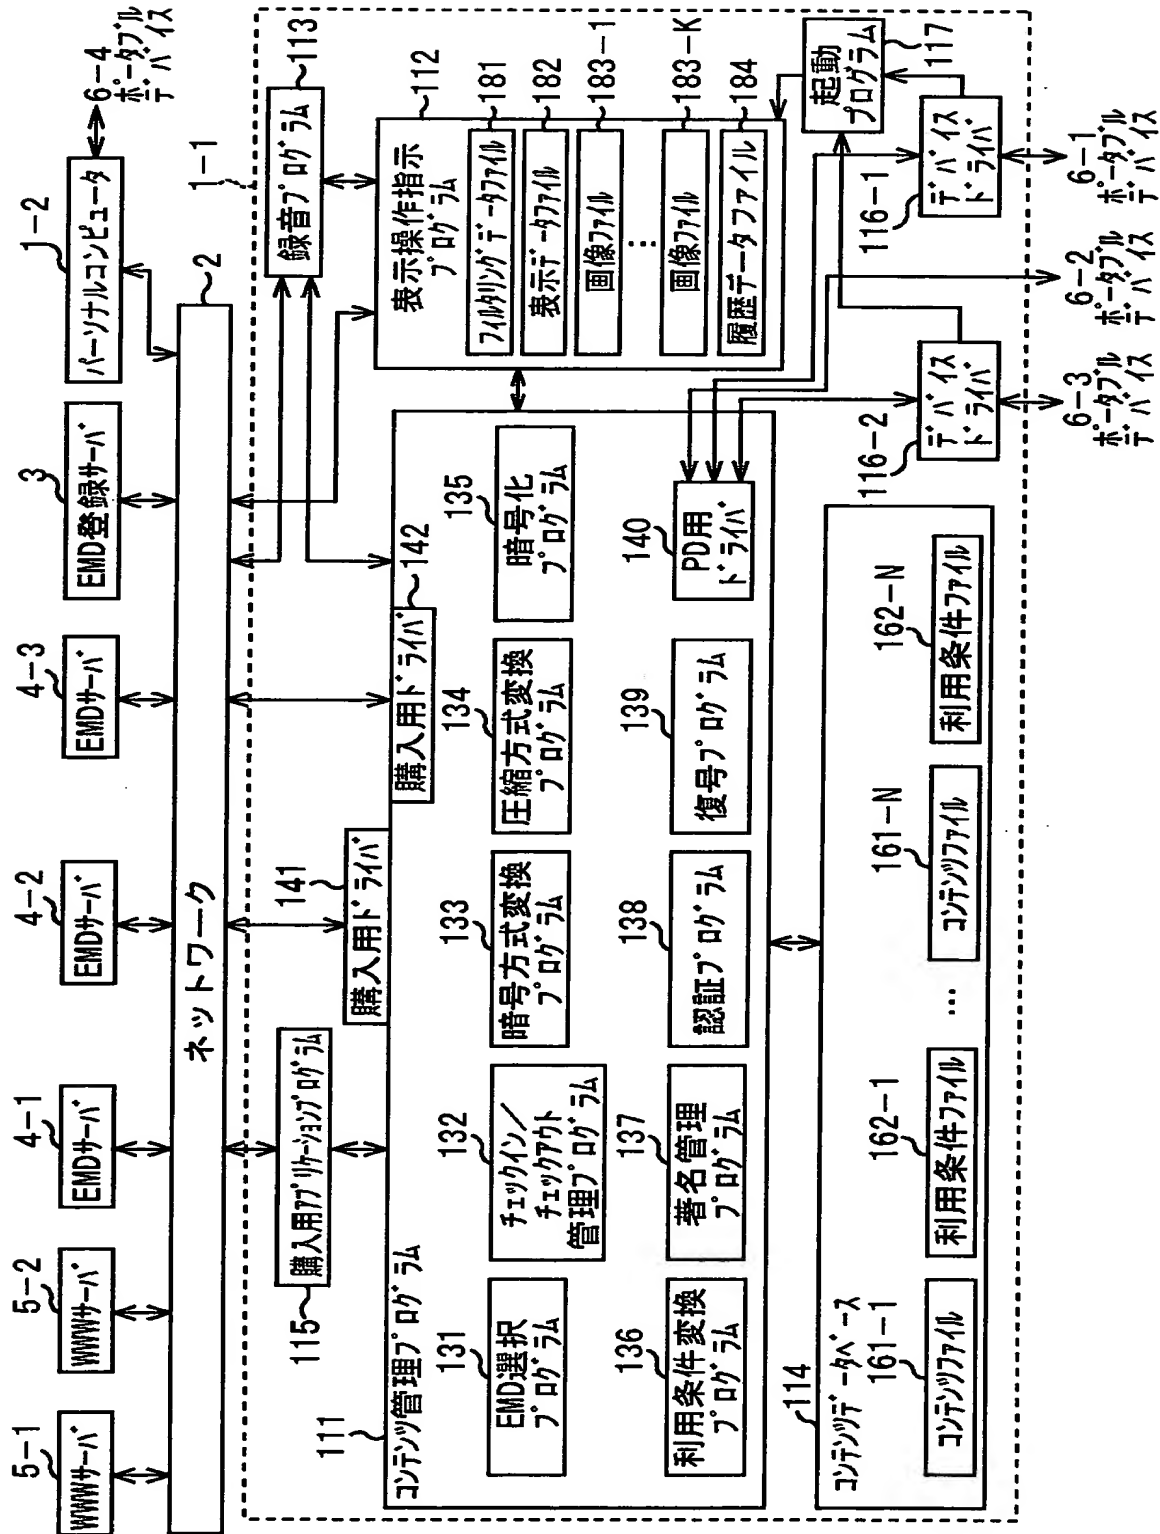 5-1
WWWサーバ
5-2
WWWサーバ
4-1
EMDサーバ
4-2
EMDサーバ
4-3
EMDサーバ
3
EMD登録サーバ
1-2
パーソナルコンピュータ
6-4
ポータブル
デバイス
ネットワーク
2
1-1
115
購入用アプリケーションプログラム
141
購入用ドライバ
142
購入用ドライバ
録音プログラム
113
111
コンテンツ管理プログラム
131
EMD選択
プログラム
132
チェックイン/
チェックアウト
管理プログラム
133
暗号方式変換
プログラム
134
圧縮方式変換
プログラム
135
暗号化
プログラム
136
利用条件変換
プログラム
137
著名管理
プログラム
138
認証プログラム
139
復号プログラム
140
PD用
ドライバ
112
表示操作指示
プログラム
フィルタリングデータファイル
181
表示データファイル
182
画像ファイル
183-1
…
画像ファイル
183-K
履歴データファイル
184
起動
プログラム
117
114
コンテンツデータベース
161-1
コンテンツファイル
162-1
利用条件ファイル
…
161-N
コンテンツファイル
162-N
利用条件ファイル
116-2
デバイス
ドライバ
116-1
デバイス
ドライバ
6-3
ポータブル
デバイス
6-2
ポータブル
デバイス
6-1
ポータブル
デバイス